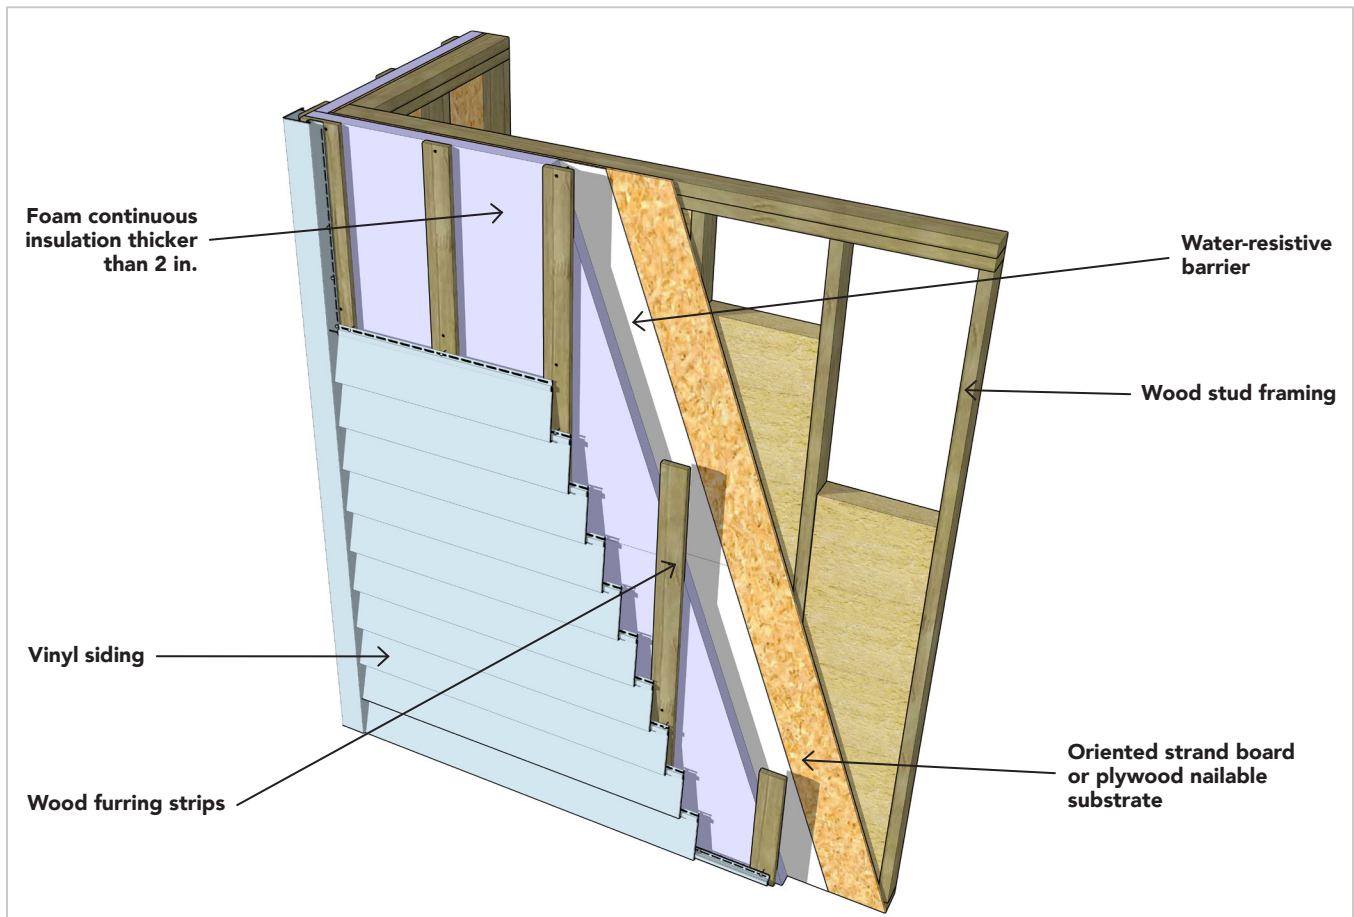 Foam continuous
insulation thicker
than 2 in.
Water-resistive
barrier
Wood stud framing
Vinyl siding
Oriented strand board
or plywood nailable
substrate
Wood furring strips